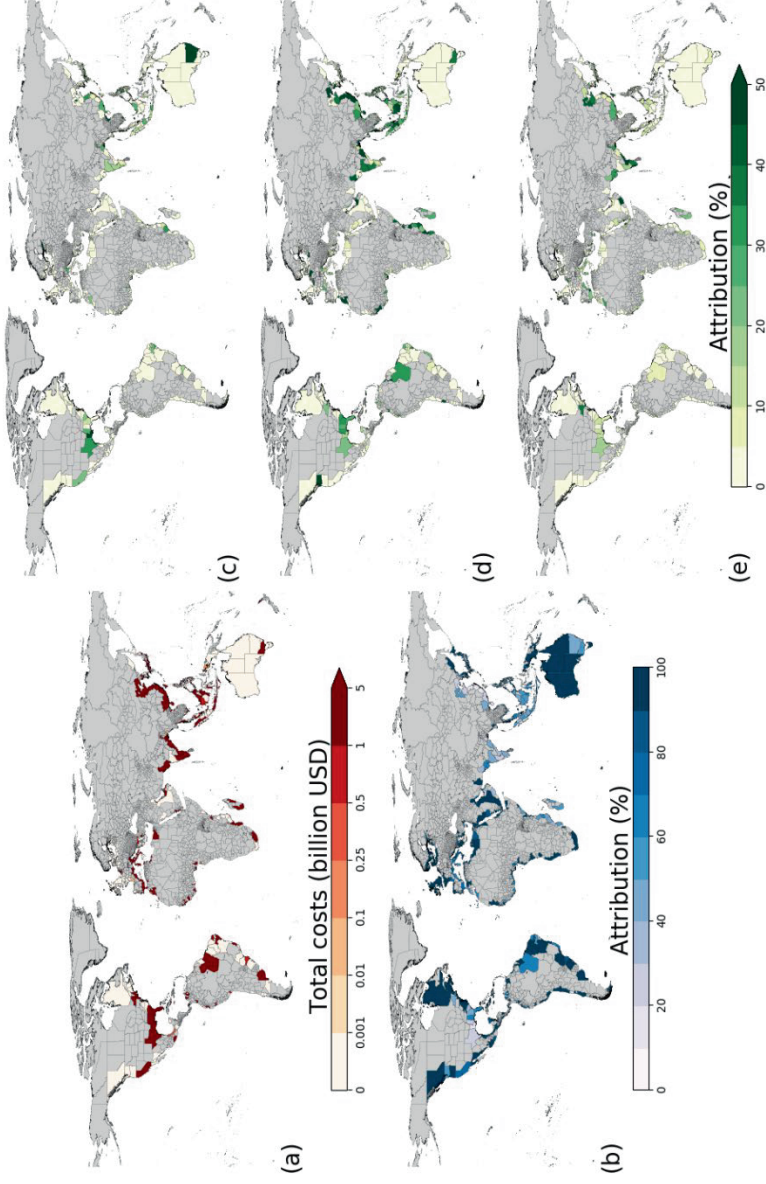 (a)
0 0.001 0.01 0.1 0.25 0.5 1 5
Total costs (billion USD)
(b)
0 20 40 60 80 100
Attribution (%)
(c)
(d)
(e)
0 10 20 30 40 50
Attribution (%)